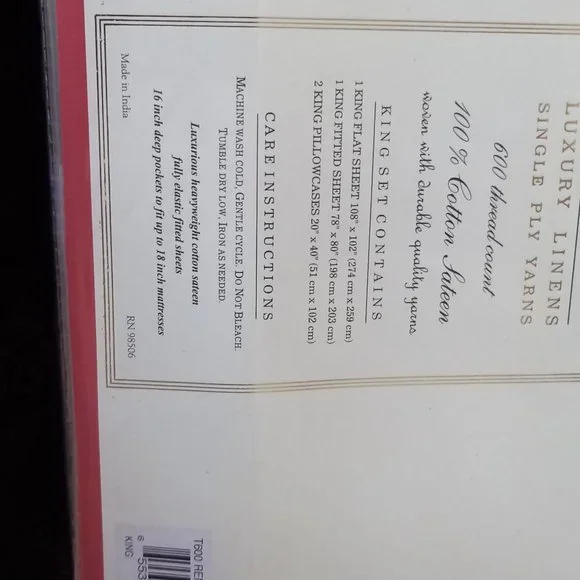 LUXURY LINENS
SINGLE PLY YARNS
600 thread count
100 % Cotton Sateen
woven with durable quality yarns
KING SET CONTAINS
1 KING FLAT SHEET 108" x 102" (274 cm x 259 cm)
1 KING FITTED SHEET 78" x 80" (198 cm x 203 cm)
2 KING PILLOWCASES 20" x 40" (51 cm x 102 cm)
CARE INSTRUCTIONS
MACHINE WASH COLD, GENTLE CYCLE. DO NOT BLEACH.
TUMBLE DRY LOW, IRON AS NEEDED.
Luxurious heavyweight cotton sateen
fully elastic fitted sheets
16 inch deep pockets to fit up to 18 inch mattresses
Made in India
RN 98506
T600
6 553
KING